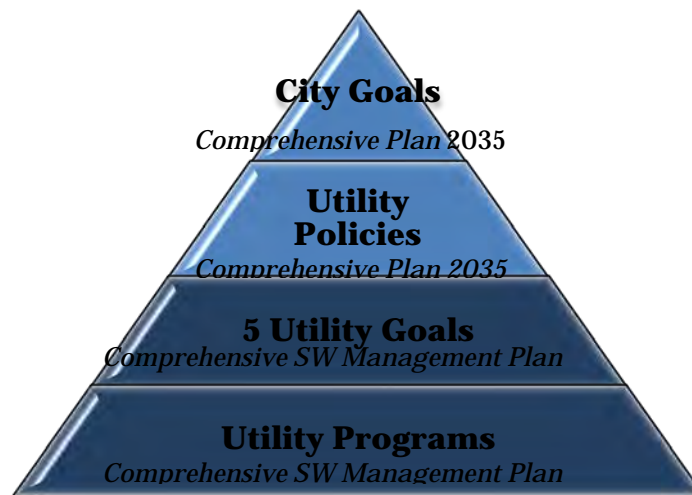 City Goals
Comprehensive Plan 2035
Utility
Policies
Comprehensive Plan 2035
5 Utility Goals
Comprehensive SW Management Plan
Utility Programs
Comprehensive SW Management Plan